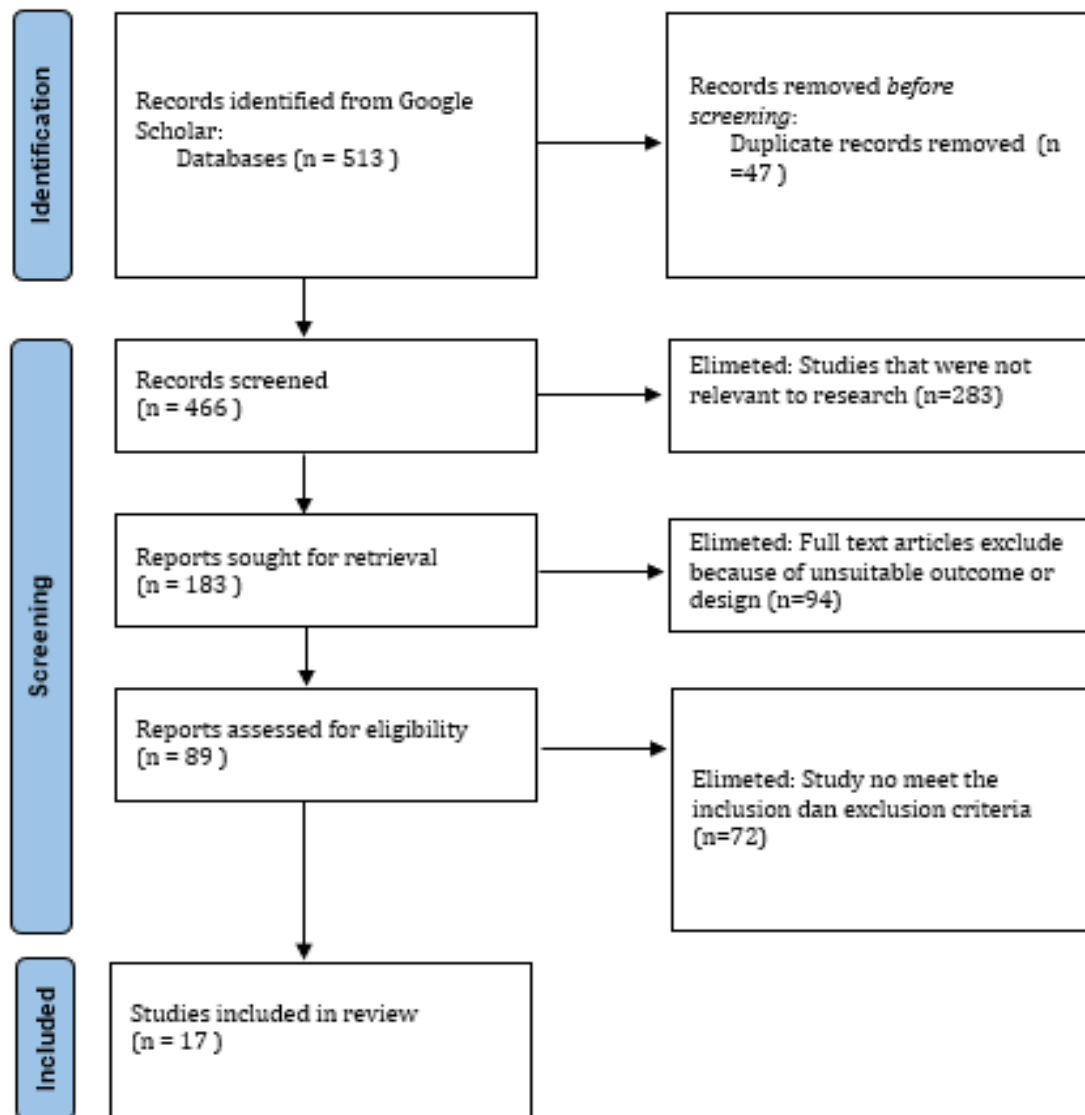 Identification
Records identified from Google
Scholar:
Databases (n = 513 )
Records removed before
screening:
Duplicate records removed  (n
=47 )
Screening
Records screened
(n = 466 )
Elimeted: Studies that were not
relevant to research (n=283)
Reports sought for retrieval
(n = 183 )
Elimeted: Full text articles exclude
because of unsuitable outcome or
design (n=94)
Reports assessed for eligibility
(n = 89 )
Elimeted: Study no meet the
inclusion dan exclusion criteria
(n=72)
Included
Studies included in review
(n = 17 )